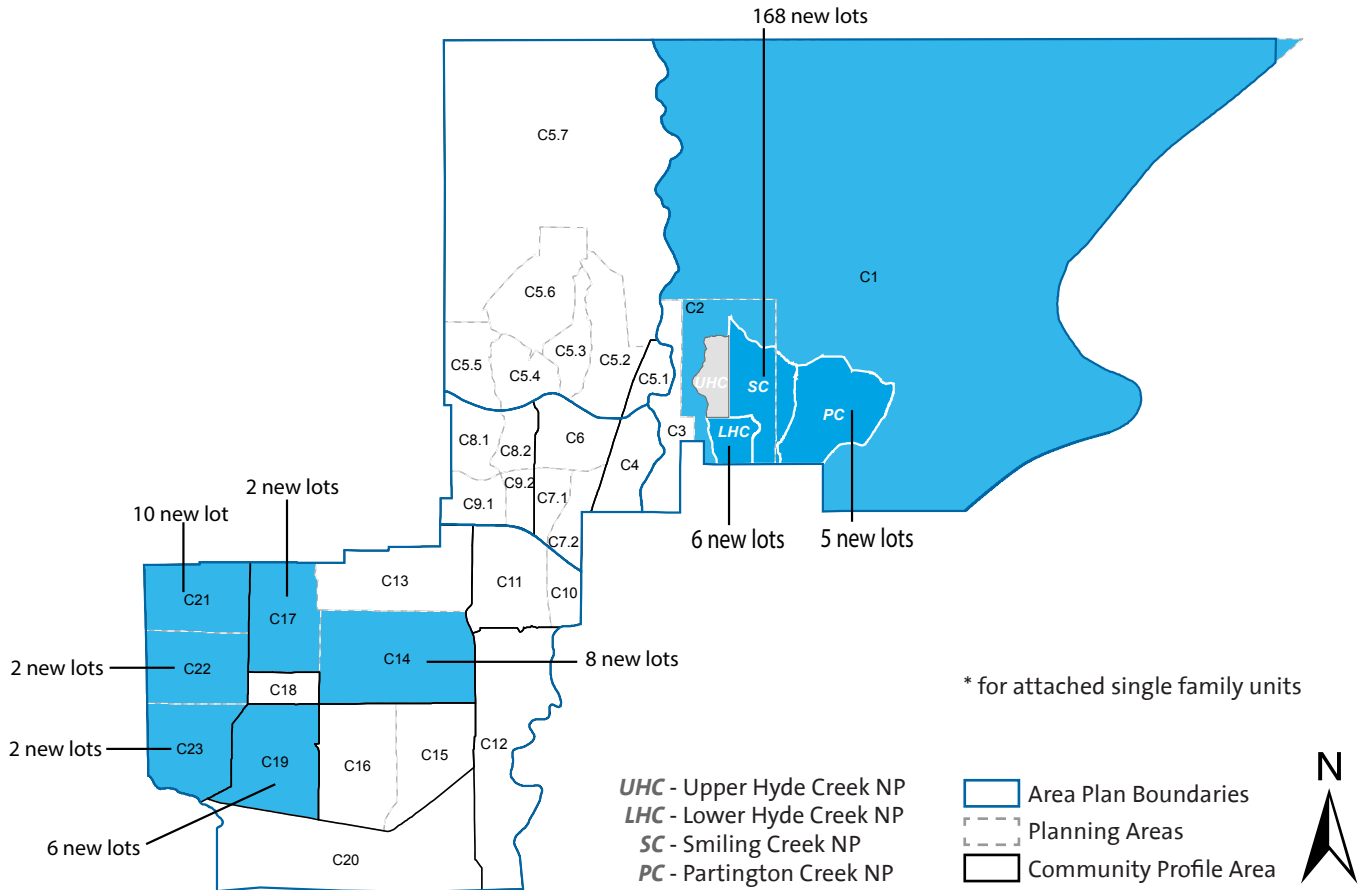 168 new lots
C5.7
C1
C5.6
C2
C5.3
C5.2
C5.5
C5.4
C5.1
UHC
SC
PC
LHC
C3
C8.1
C8.2
C6
C4
C9.2
C9.1
C7.1
2 new lots
10 new lot
6 new lots
5 new lots
C7.2
C13
C11
C10
C21
C17
2 new lots
C22
C14
8 new lots
C18
* for attached single family units
2 new lots
C23
C19
C16
C15
C12
6 new lots
C20
UHC - Upper Hyde Creek NP
LHC - Lower Hyde Creek NP
SC - Smiling Creek NP
PC - Partington Creek NP
Area Plan Boundaries
Planning Areas
Community Profile Area
N